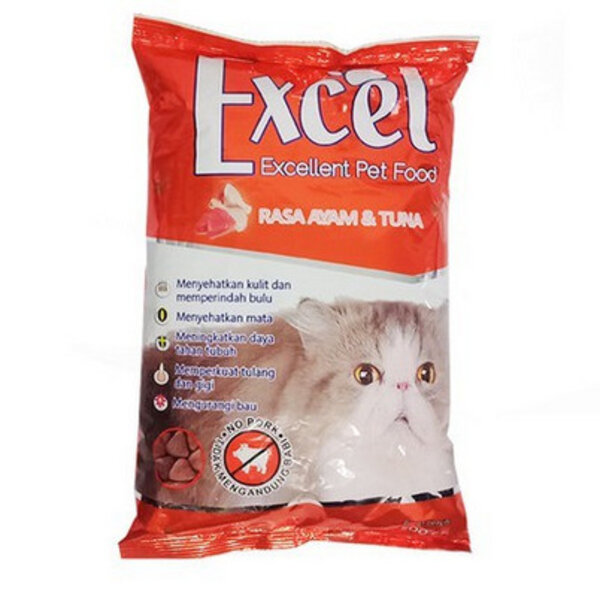 Excel
Excellent Pet Food
RASA AYAM & TUNA
Menyehatkan kulit dan
memperindah bulu
Menyehatkan mata
Meningkatkan daya
tahan tubuh
Memperkuat tulang
dan gigi
Mengurangi bau
• NO PORK •
TIDAK MENGANDUNG BABI